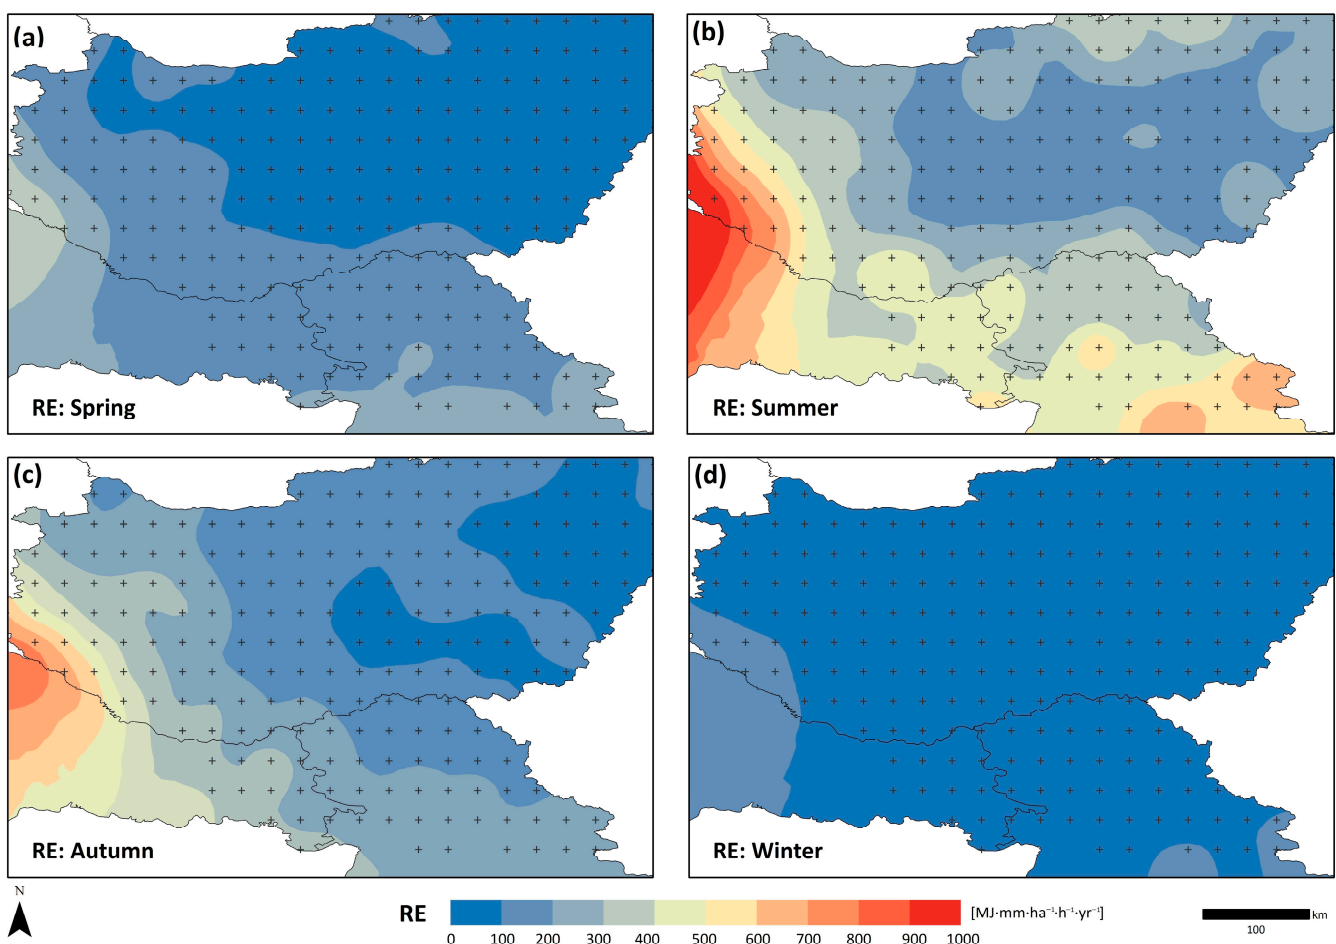 (a)
RE: Spring
(b)
RE: Summer
(c)
RE: Autumn
(d)
RE: Winter
N
RE
[MJ·mm·ha⁻¹·h⁻¹·yr⁻¹]
0 100 200 300 400 500 600 700 800 900 1000
km
100